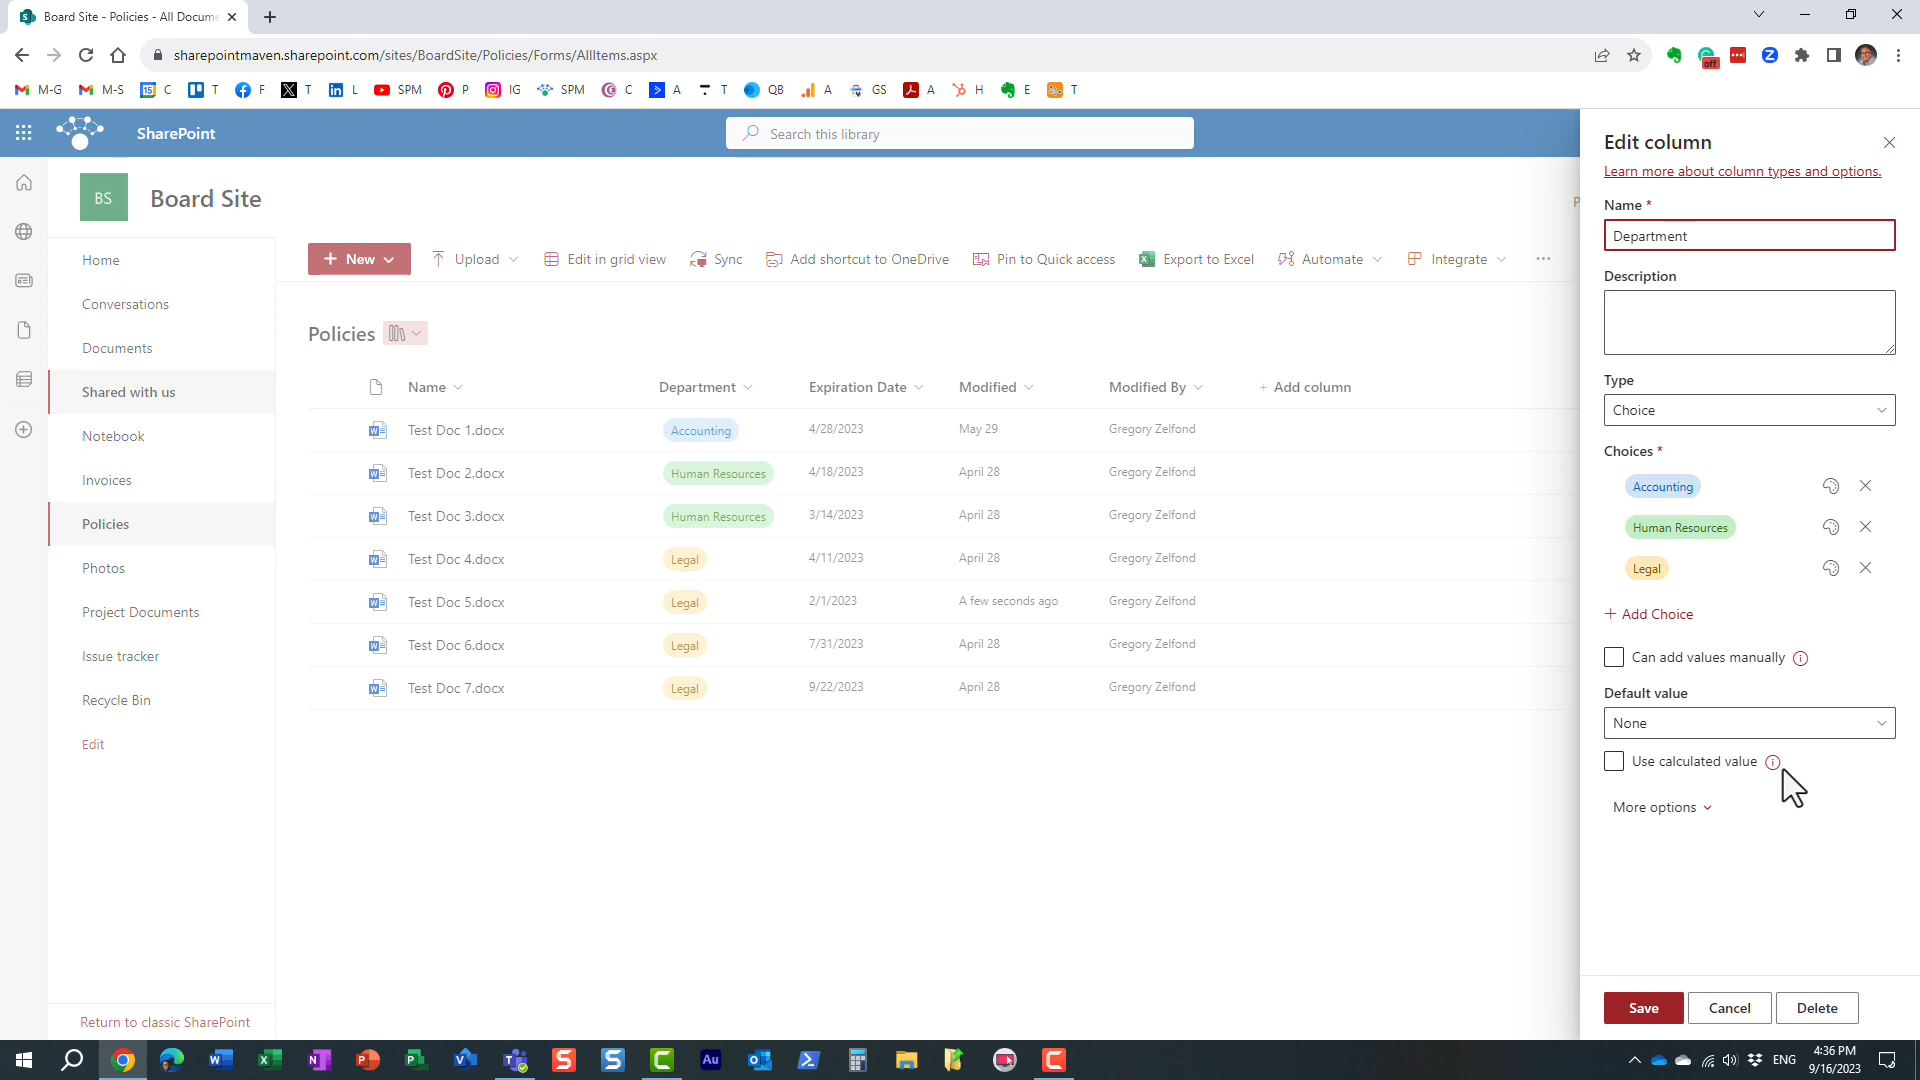 Board Site - Policies - All Docume
sharepointmaven.sharepoint.com/sites/BoardSite/Policies/Forms/AllItems.aspx
off
M-G M-S C T F T L SPM P IG SPM C A T QB A GS A H E T
SharePoint
Search this library
BS
Board Site
Home
Conversations
Documents
Shared with us
Notebook
Invoices
Policies
Photos
Project Documents
Issue tracker
Recycle Bin
Edit
Return to classic SharePoint
New Upload Edit in grid view Sync Add shortcut to OneDrive Pin to Quick access Export to Excel Automate Integrate ...
Policies
Name Department Expiration Date Modified Modified By + Add column
Test Doc 1.docx Accounting 4/28/2023 May 29 Gregory Zelfond
Test Doc 2.docx Human Resources 4/18/2023 April 28 Gregory Zelfond
Test Doc 3.docx Human Resources 3/14/2023 April 28 Gregory Zelfond
Test Doc 4.docx Legal 4/11/2023 April 28 Gregory Zelfond
Test Doc 5.docx Legal 2/1/2023 A few seconds ago Gregory Zelfond
Test Doc 6.docx Legal 7/31/2023 April 28 Gregory Zelfond
Test Doc 7.docx Legal 9/22/2023 April 28 Gregory Zelfond
Edit column
Learn more about column types and options.
Name *
Department
Description
Type
Choice
Choices *
Accounting
Human Resources
Legal
+ Add Choice
Can add values manually
Default value
None
Use calculated value
More options
Save Cancel Delete
ENG
4:36 PM
9/16/2023